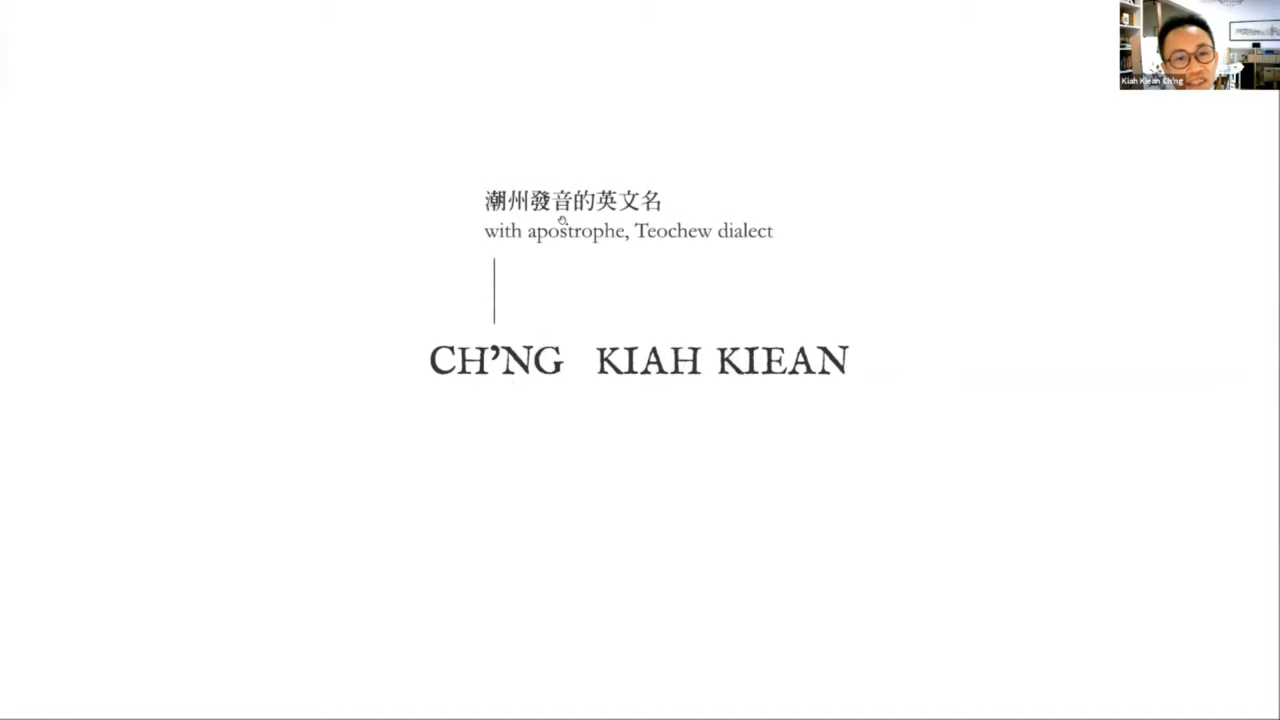 Kiah Kiean Ch'ng
潮州發音的英文名
with apostrophe, Teochew dialect
CH’NG KIAH KIEAN